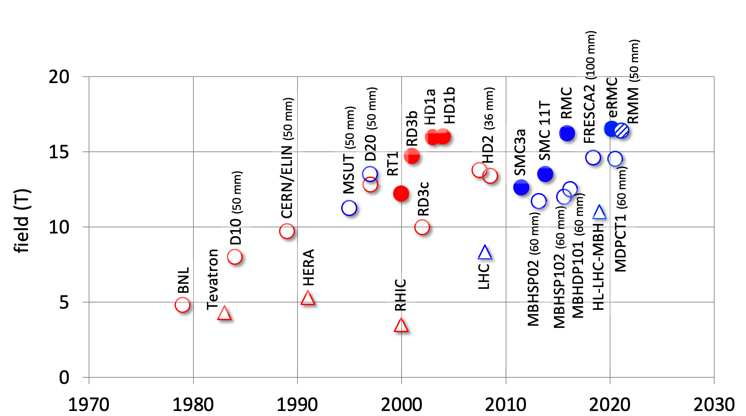 field (T)
20
15
10
5
0
1970
1980
1990
2000
2010
2020
2030
BNL
Tevatron
D10 (50 mm)
CERN/ELIN (50 mm)
HERA
MSUT (50 mm)
D20 (50 mm)
RT1
RD3b
RHIC
RD3c
HD1a
HD1b
LHC
HD2 (36 mm)
SMC3a
MBHSP02 (60 mm)
SMC 11T
MBHSP102 (60 mm)
RMC
MBHDP101 (60 mm)
FRESCA2 (100 mm)
HL-LHC-MBH
eRMC
MDPCT1 (60 mm)
RMM (50 mm)